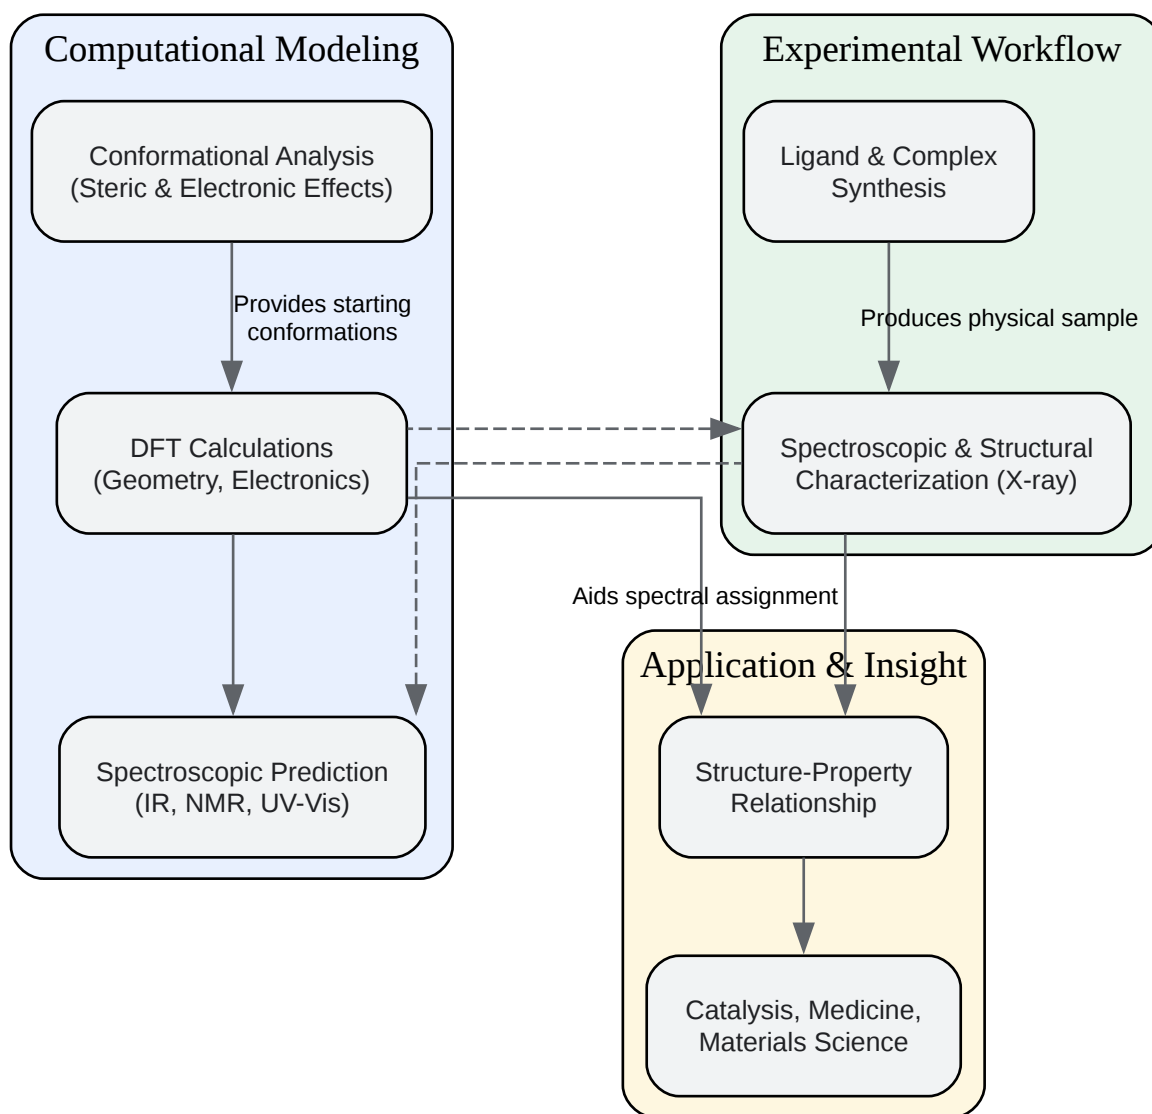 Computational Modeling
Conformational Analysis
(Steric & Electronic Effects)
Provides starting
conformations
DFT Calculations
(Geometry, Electronics)
Spectroscopic Prediction
(IR, NMR, UV-Vis)
Experimental Workflow
Ligand & Complex
Synthesis
Produces physical sample
Spectroscopic & Structural
Characterization (X-ray)
Aids spectral assignment
Application & Insight
Structure-Property
Relationship
Catalysis, Medicine,
Materials Science